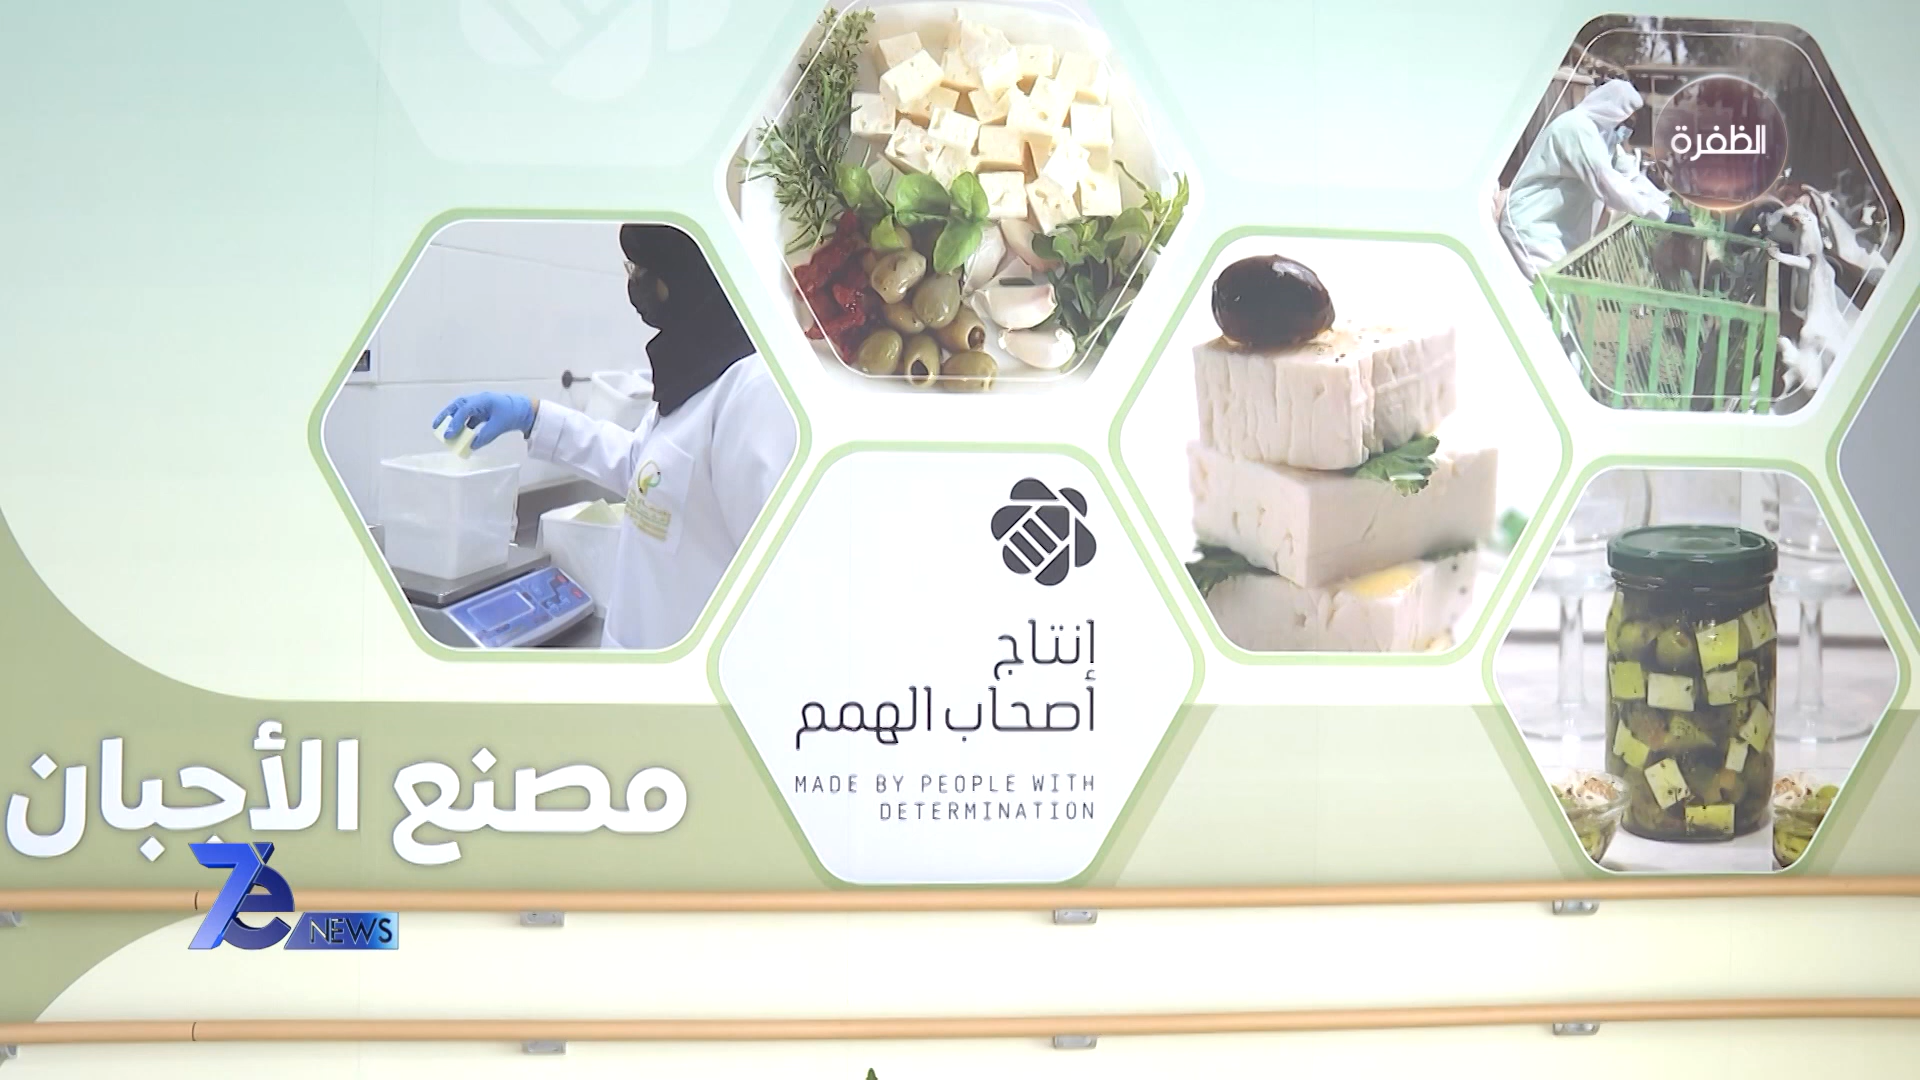 الظفرة
إنتاج
أصحاب الهمم
MADE BY PEOPLE WITH
DETERMINATION
مصنع الأجبان
7e
NEWS